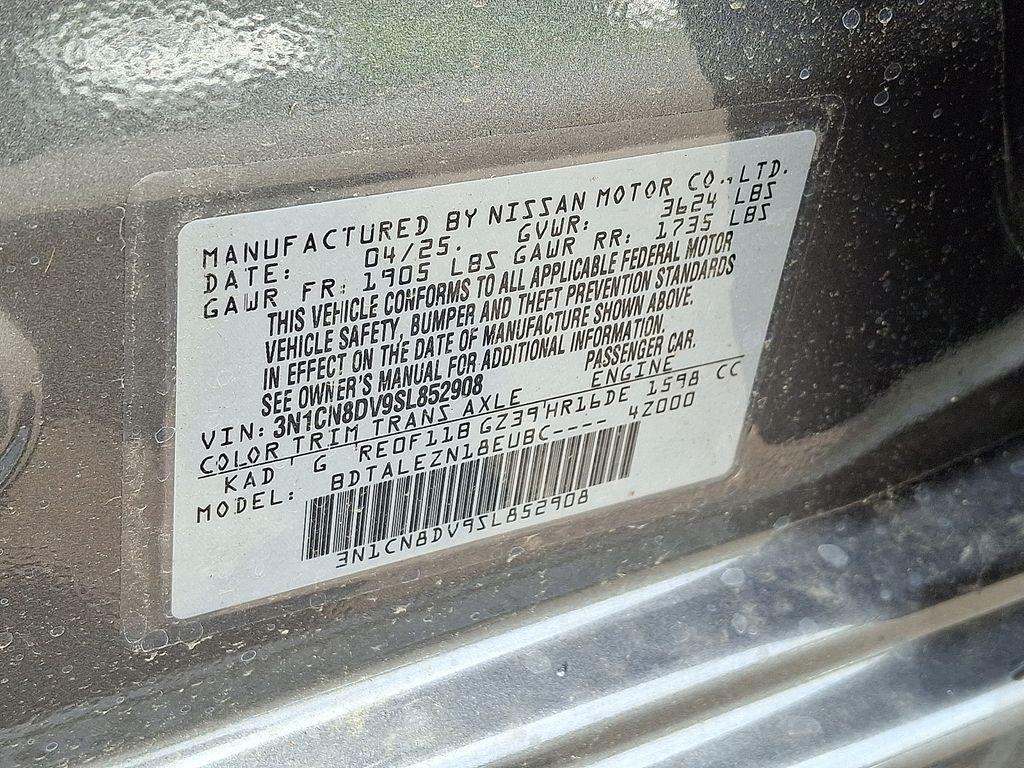 MANUFACTURED BY NISSAN MOTOR CO.,LTD.
DATE: 04/25. GVWR: 3624 LBS
GAWR FR: 1905 LBS GAWR RR: 1735 LBS
THIS VEHICLE CONFORMS TO ALL APPLICABLE FEDERAL MOTOR
VEHICLE SAFETY, BUMPER AND THEFT PREVENTION STANDARDS
IN EFFECT ON THE DATE OF MANUFACTURE SHOWN ABOVE.
SEE OWNER'S MANUAL FOR ADDITIONAL INFORMATION.
VIN: 3N1CN8DV9SL852908 PASSENGER CAR.
COLOR TRIM TRANS AXLE ENGINE
KAD G RE0F11B GZ39 HR16DE 1598 CC
MODEL: BDTALEZN18EUBC---- 4Z000
3N1CN8DV9SL852908